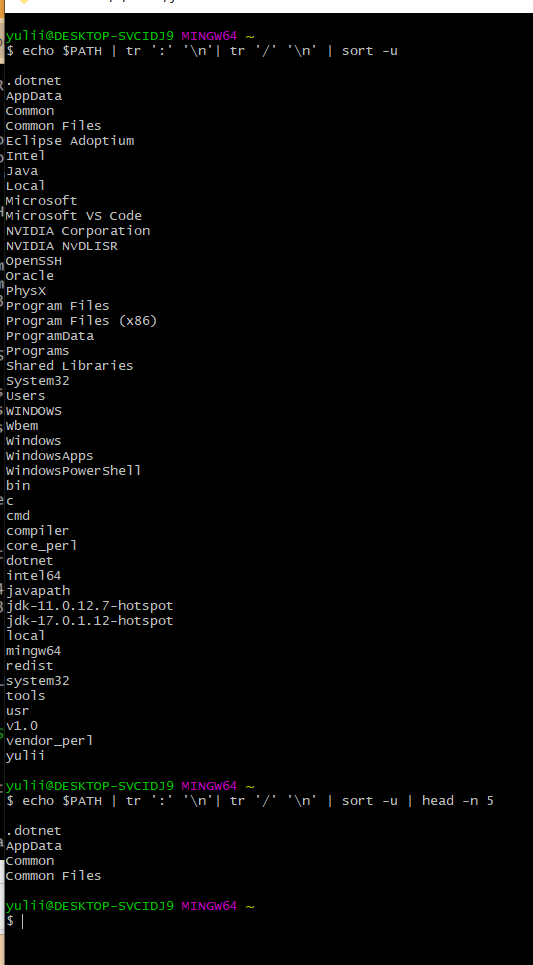 yulii@DESKTOP-SVCIDJ9 MINGW64 ~
$ echo $PATH | tr ':' '\n'| tr '/' '\n' | sort -u
.dotnet
AppData
Common
Common Files
Eclipse Adoptium
Intel
Java
Local
Microsoft
Microsoft VS Code
NVIDIA Corporation
NVIDIA NvDLISR
OpenSSH
Oracle
PhysX
Program Files
Program Files (x86)
ProgramData
Programs
Shared Libraries
System32
Users
WINDOWS
Wbem
Windows
WindowsApps
WindowsPowerShell
bin
c
cmd
compiler
core_perl
dotnet
intel64
javapath
jdk-11.0.12.7-hotspot
jdk-17.0.1.12-hotspot
local
mingw64
redist
system32
tools
usr
v1.0
vendor_perl
yulii
yulii@DESKTOP-SVCIDJ9 MINGW64 ~
$ echo $PATH | tr ':' '\n'| tr '/' '\n' | sort -u | head -n 5
.dotnet
AppData
Common
Common Files
yulii@DESKTOP-SVCIDJ9 MINGW64 ~
$